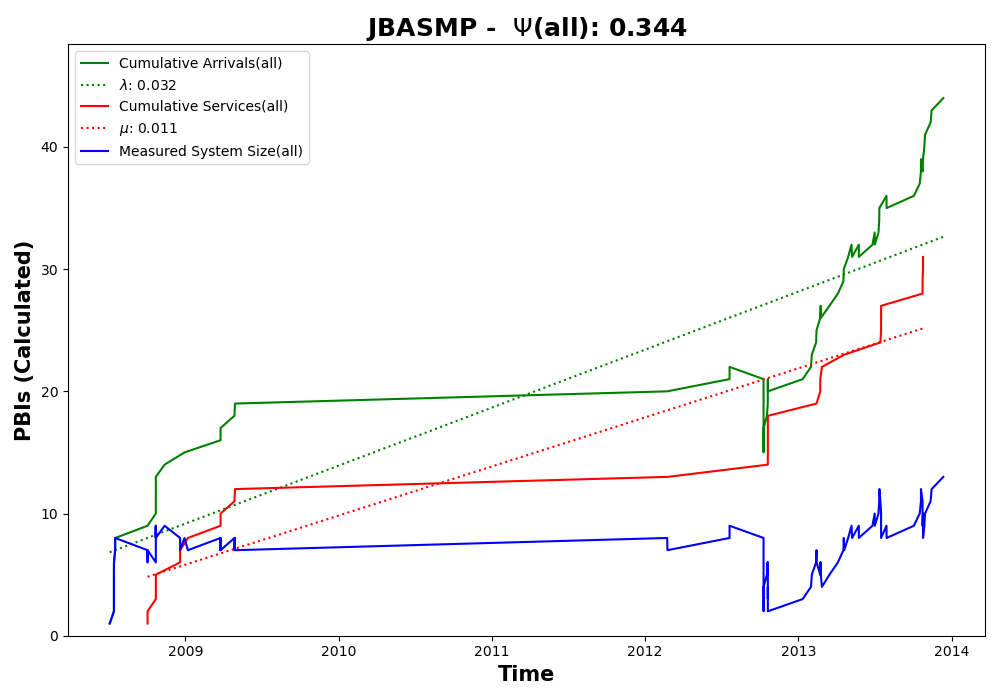 JBASMP - Ψ(all): 0.344
Cumulative Arrivals(all)
λ: 0.032
Cumulative Services(all)
μ: 0.011
Measured System Size(all)
PBIs (Calculated)
40
30
20
10
0
2009 2010 2011 2012 2013 2014
Time